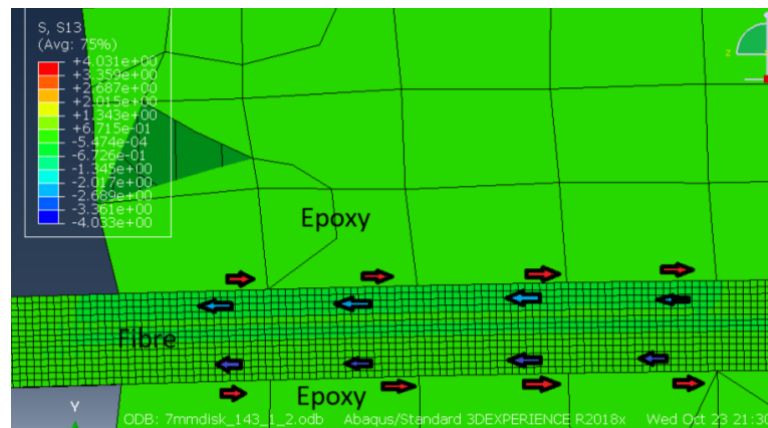 S, S13
(Avg: 75%)
+4.031e+00
+3.359e+00
+2.687e+00
+2.015e+00
+1.343e+00
+6.715e-01
-5.474e-04
-6.726e-01
-1.345e+00
-2.017e+00
-2.689e+00
-3.361e+00
-4.033e+00
z
Epoxy
Fibre
Epoxy
Y
ODB: 7mmdisk_143_1_2.odb Abaqus/Standard 3DEXPERIENCE R2018x Wed Oct 23 21:30